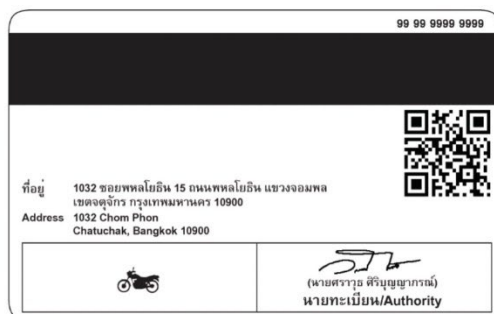 99 99 9999 9999
ที่อยู่ 1032 ซอยพหลโยธิน 15 ถนนพหลโยธิน แขวงจอมพล
เขตจตุจักร กรุงเทพมหานคร 10900
Address 1032 Chom Phon
Chatuchak, Bangkok 10900
(นายศราวุธ ศิริบุญญากรณ์)
นายทะเบียน/Authority